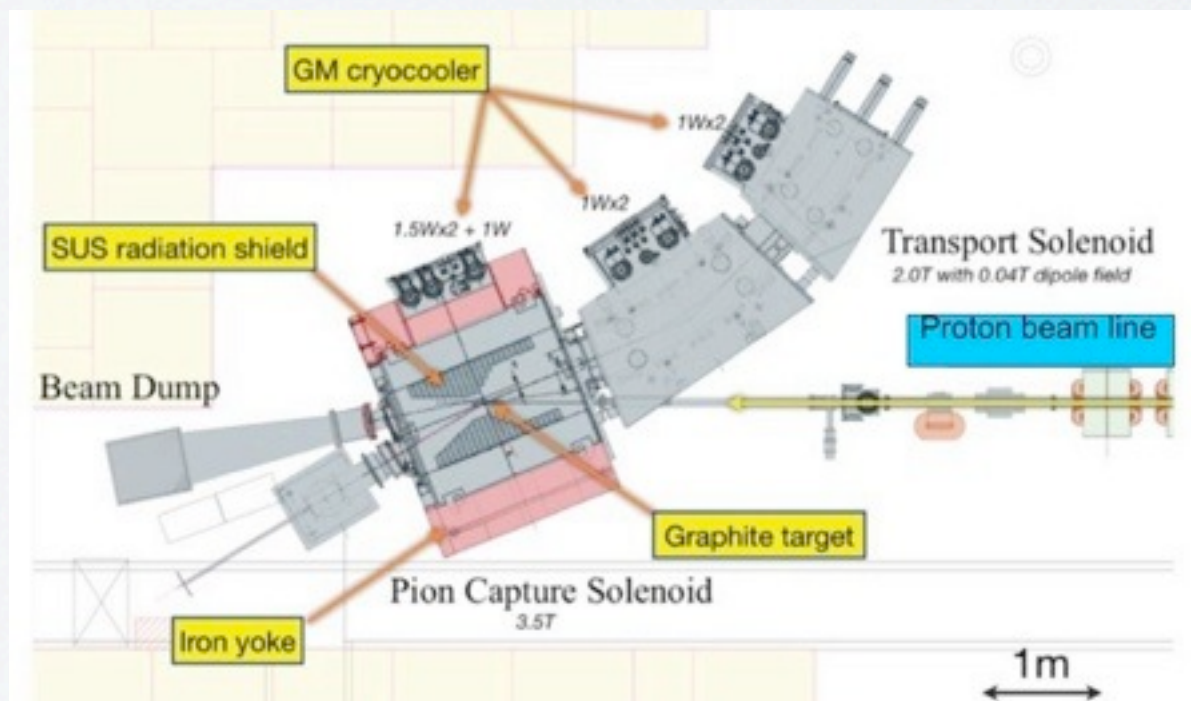 GM cryocooler
1Wx2
1Wx2
1.5Wx2 + 1W
SUS radiation shield
Transport Solenoid
2.0T with 0.04T dipole field
Proton beam line
Beam Dump
Graphite target
Pion Capture Solenoid
3.5T
Iron yoke
1m